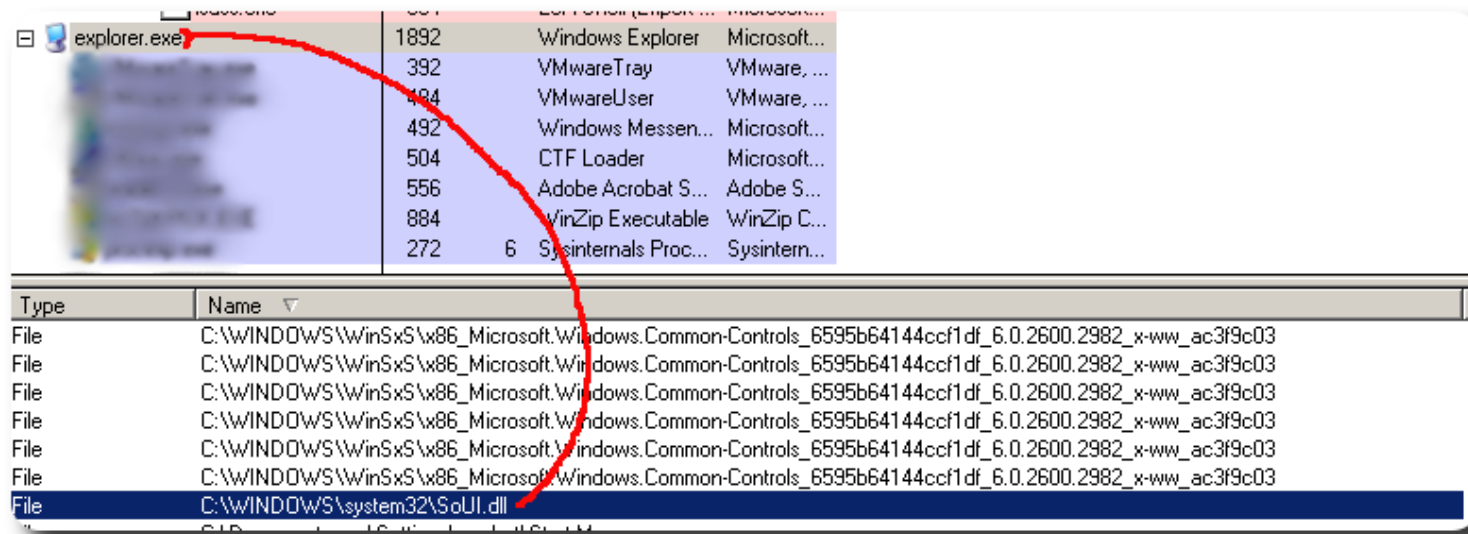 explorer.exe 1892 Windows Explorer Microsoft...
392 VMwareTray VMware, ...
484 VMwareUser VMware, ...
492 Windows Messen... Microsoft...
504 CTF Loader Microsoft...
556 Adobe Acrobat S... Adobe S...
884 WinZip Executable WinZip C...
272 6 Sysinternals Proc... Sysintern...
Type Name
File C:\WINDOWS\WinSxS\x86_Microsoft.Windows.Common-Controls_6595b64144ccf1df_6.0.2600.2982_x-ww_ac3f9c03
File C:\WINDOWS\WinSxS\x86_Microsoft.Windows.Common-Controls_6595b64144ccf1df_6.0.2600.2982_x-ww_ac3f9c03
File C:\WINDOWS\WinSxS\x86_Microsoft.Windows.Common-Controls_6595b64144ccf1df_6.0.2600.2982_x-ww_ac3f9c03
File C:\WINDOWS\WinSxS\x86_Microsoft.Windows.Common-Controls_6595b64144ccf1df_6.0.2600.2982_x-ww_ac3f9c03
File C:\WINDOWS\WinSxS\x86_Microsoft.Windows.Common-Controls_6595b64144ccf1df_6.0.2600.2982_x-ww_ac3f9c03
File C:\WINDOWS\WinSxS\x86_Microsoft.Windows.Common-Controls_6595b64144ccf1df_6.0.2600.2982_x-ww_ac3f9c03
File C:\WINDOWS\system32\SoUI.dll